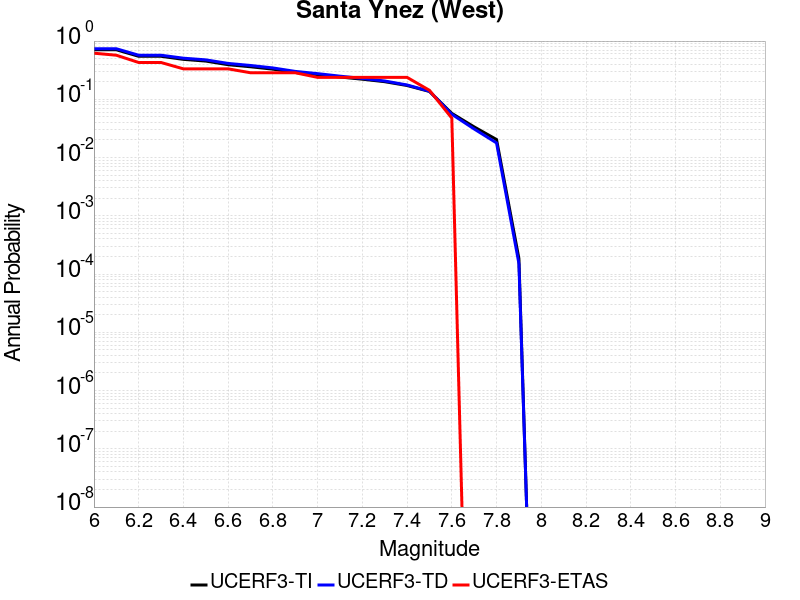 Santa Ynez (West)
10^0
10^-1
10^-2
10^-3
10^-4
10^-5
10^-6
10^-7
10^-8
Annual Probability
6 6.2 6.4 6.6 6.8 7 7.2 7.4 7.6 7.8 8 8.2 8.4 8.6 8.8 9
Magnitude
UCERF3-TI UCERF3-TD UCERF3-ETAS